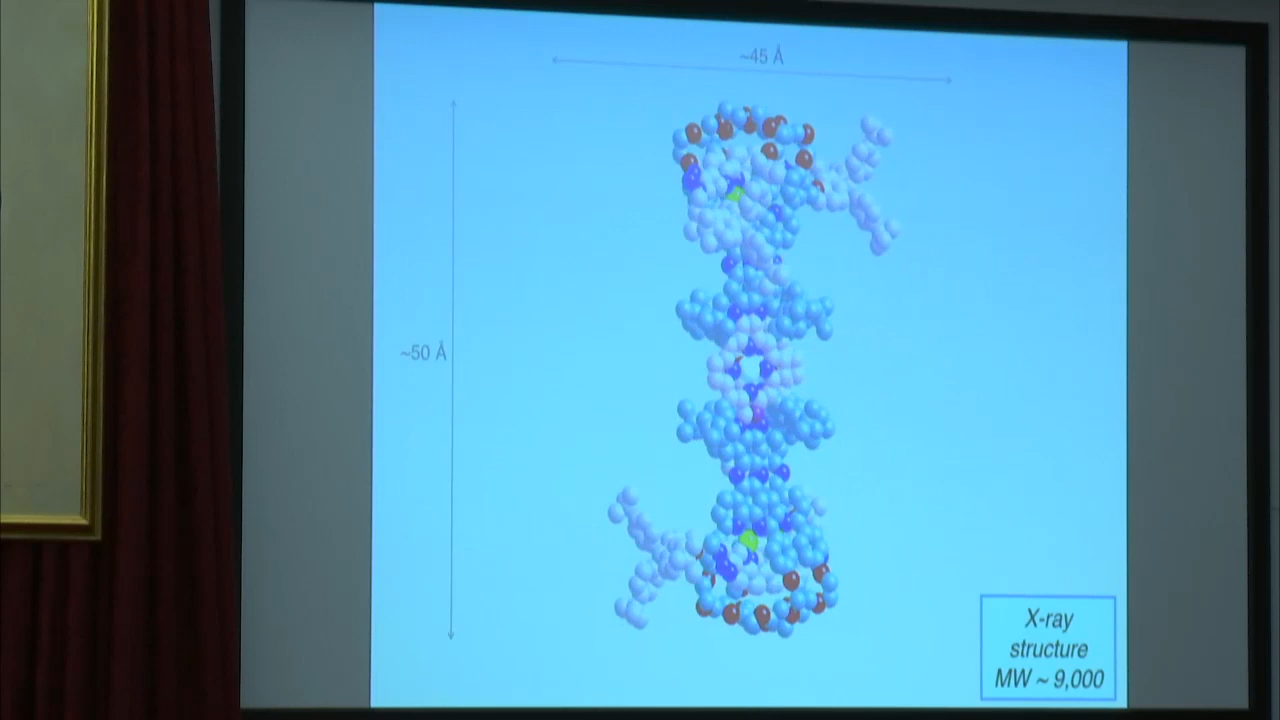 ~45 Å
~50 Å
X-ray
structure
MW ~ 9,000